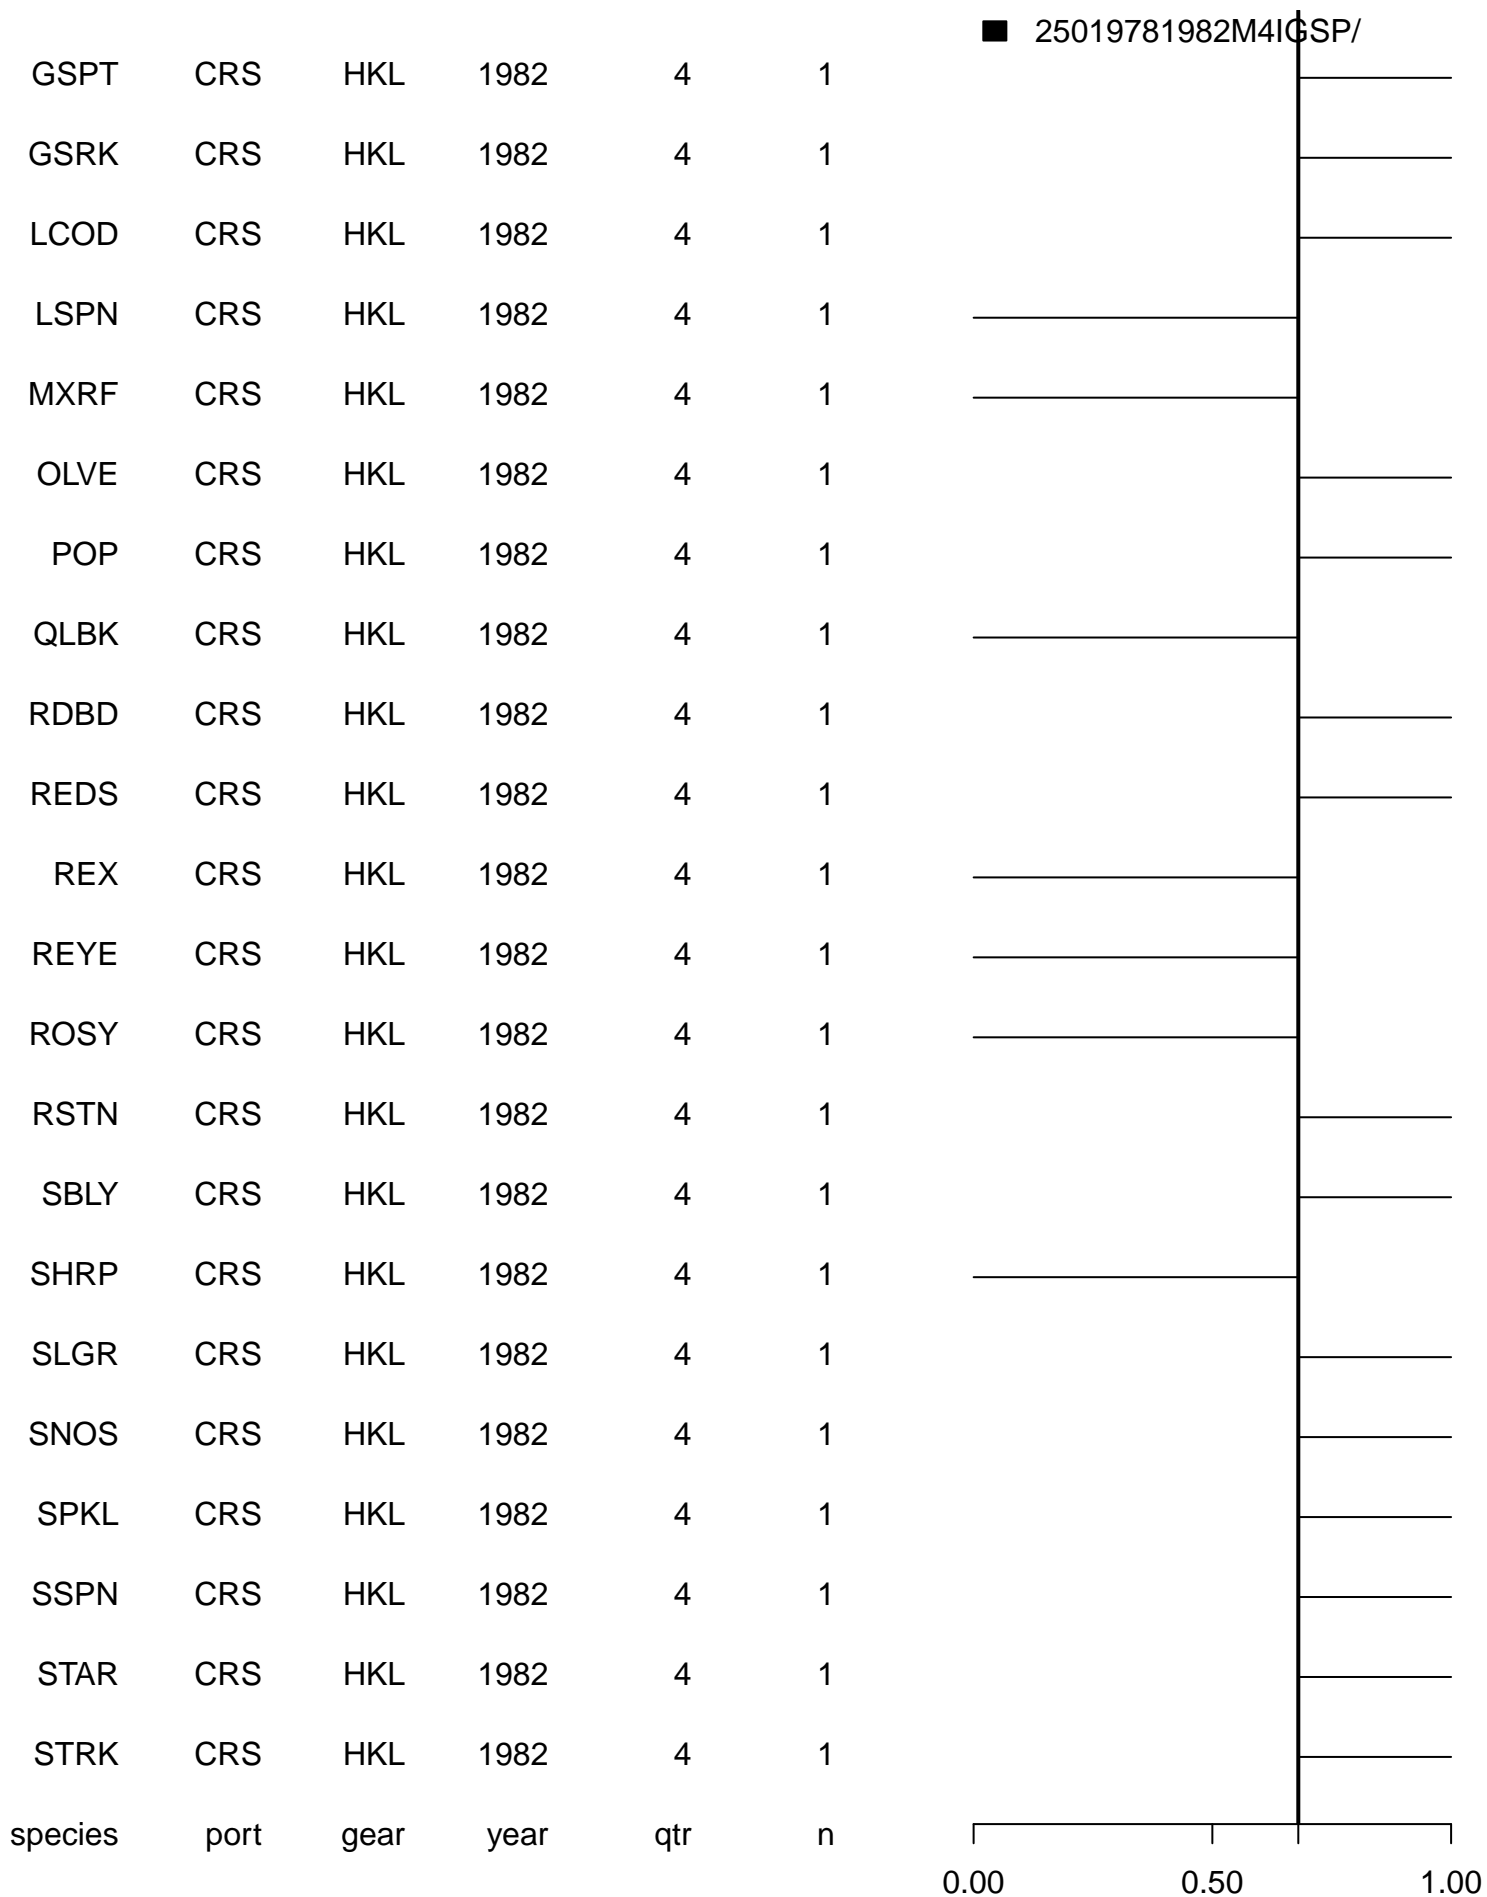 25019781982M4IGSP/
GSPT CRS HKL 1982 4 1
GSRK CRS HKL 1982 4 1
LCOD CRS HKL 1982 4 1
LSPN CRS HKL 1982 4 1
MXRF CRS HKL 1982 4 1
OLVE CRS HKL 1982 4 1
POP CRS HKL 1982 4 1
QLBK CRS HKL 1982 4 1
RDBD CRS HKL 1982 4 1
REDS CRS HKL 1982 4 1
REX CRS HKL 1982 4 1
REYE CRS HKL 1982 4 1
ROSY CRS HKL 1982 4 1
RSTN CRS HKL 1982 4 1
SBLY CRS HKL 1982 4 1
SHRP CRS HKL 1982 4 1
SLGR CRS HKL 1982 4 1
SNOS CRS HKL 1982 4 1
SPKL CRS HKL 1982 4 1
SSPN CRS HKL 1982 4 1
STAR CRS HKL 1982 4 1
STRK CRS HKL 1982 4 1
species port gear year qtr n
0.00 0.50 1.00